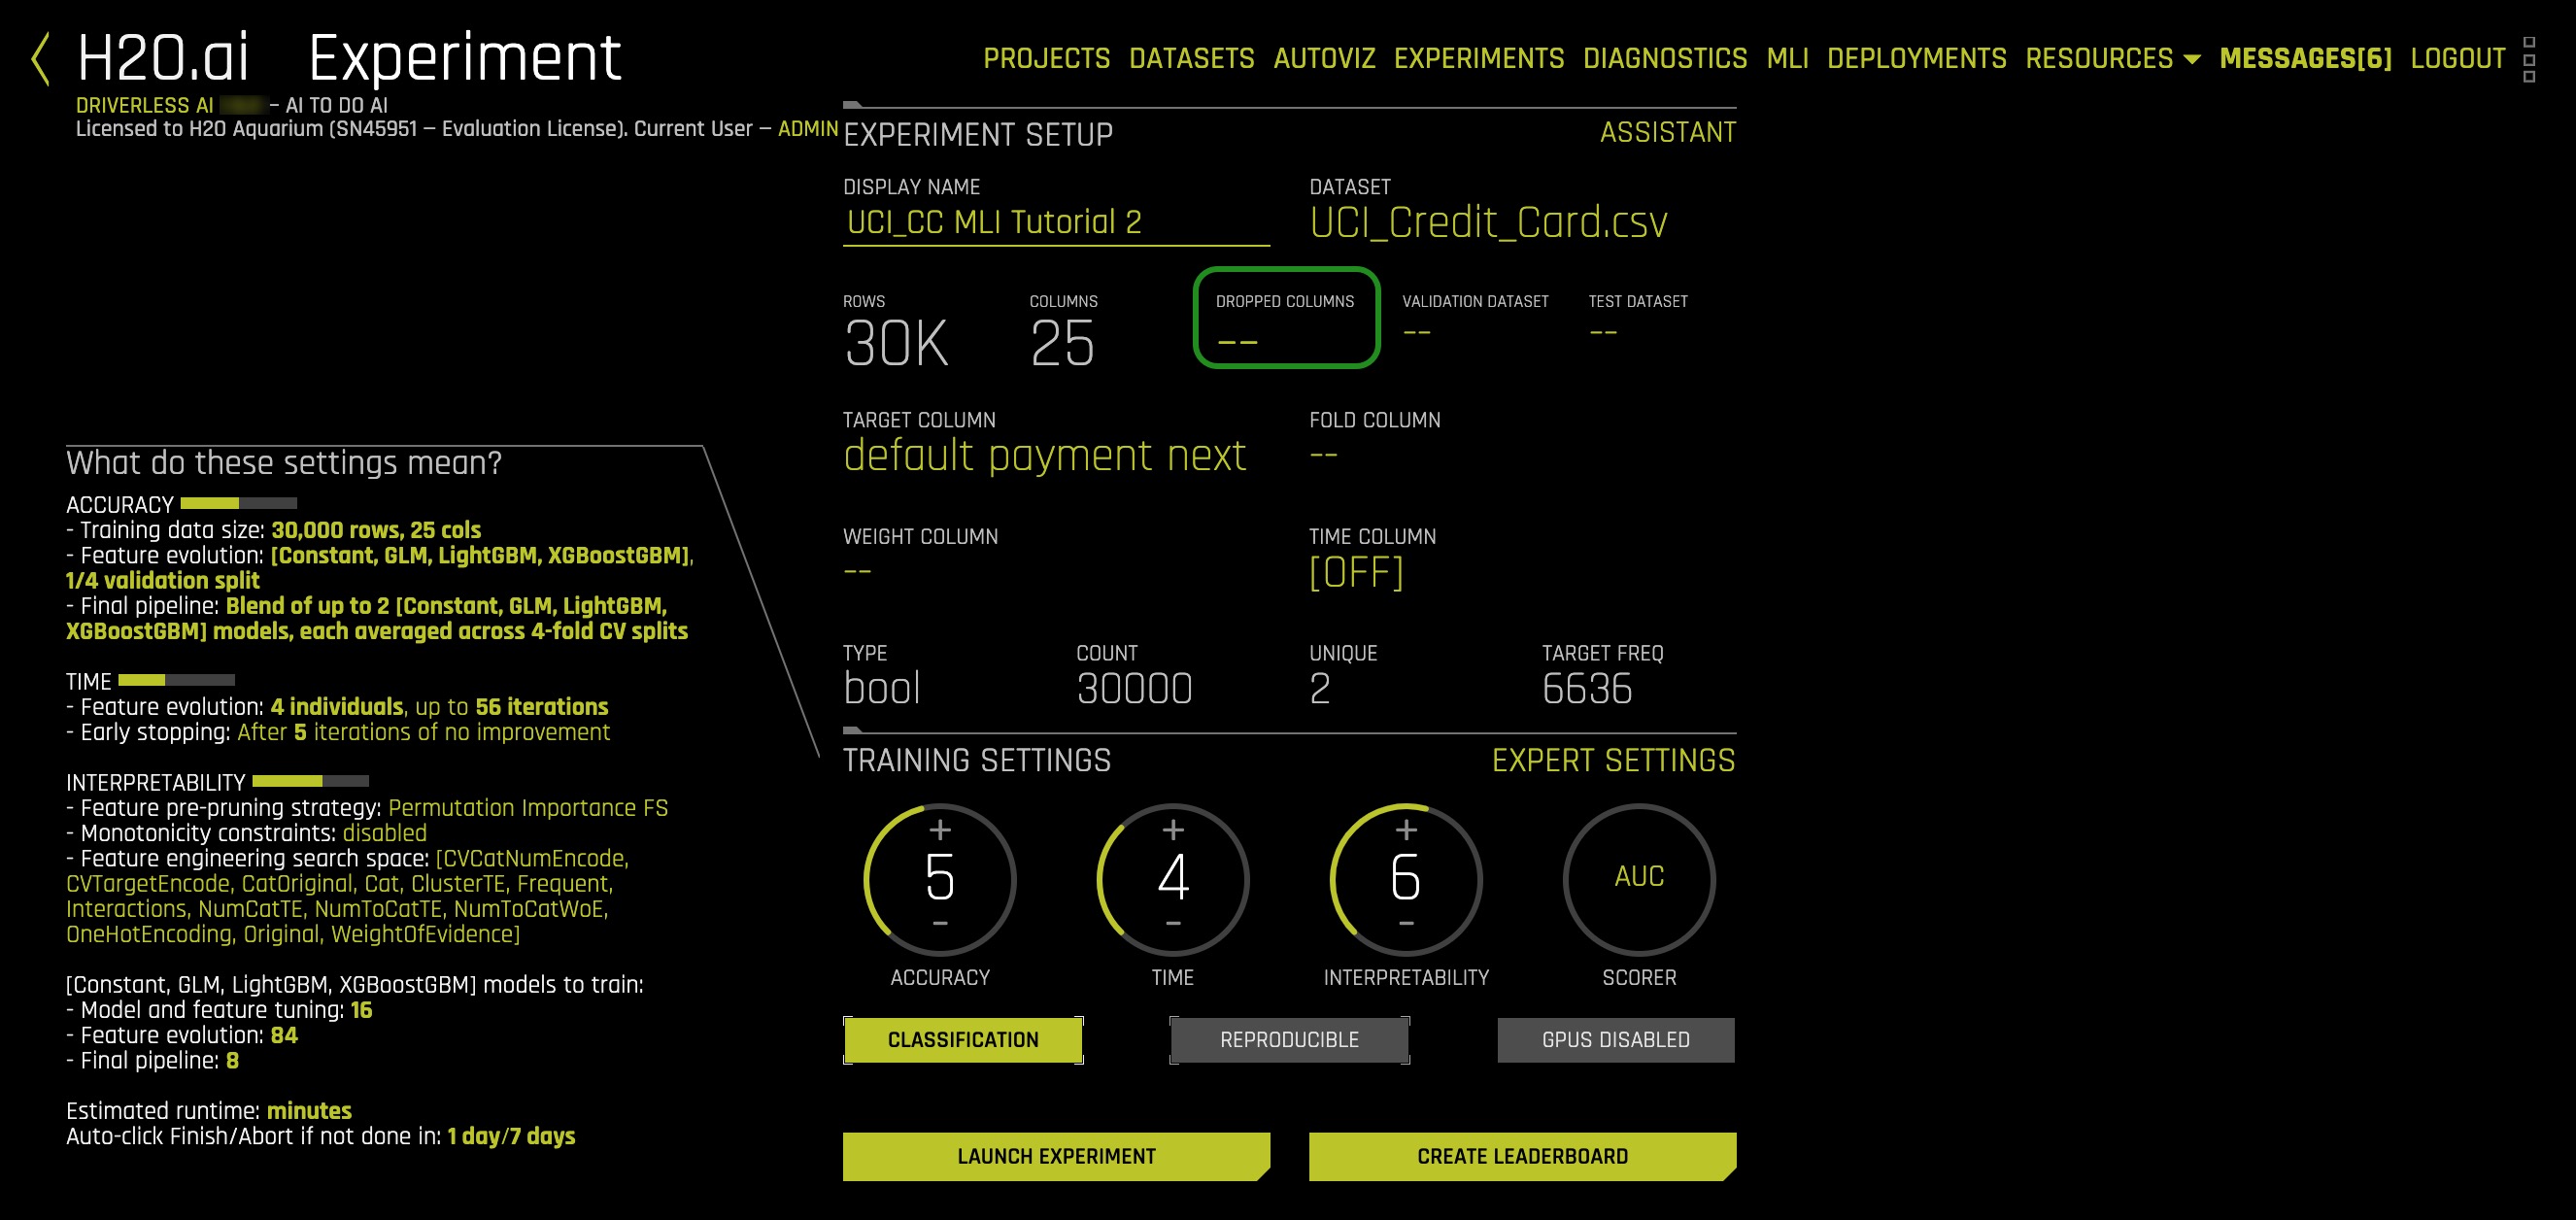 H2O.ai Experiment
DRIVERLESS AI – AI TO DO AI
Licensed to H2O Aquarium (SN45951 – Evaluation License). Current User – ADMIN
PROJECTS DATASETS AUTOVIZ EXPERIMENTS DIAGNOSTICS MLI DEPLOYMENTS RESOURCES MESSAGES[6] LOGOUT
What do these settings mean?
ACCURACY
- Training data size: 30,000 rows, 25 cols
- Feature evolution: [Constant, GLM, LightGBM, XGBoostGBM],
1/4 validation split
- Final pipeline: Blend of up to 2 [Constant, GLM, LightGBM,
XGBoostGBM] models, each averaged across 4-fold CV splits
TIME
- Feature evolution: 4 individuals, up to 56 iterations
- Early stopping: After 5 iterations of no improvement
INTERPRETABILITY
- Feature pre-pruning strategy: Permutation Importance FS
- Monotonicity constraints: disabled
- Feature engineering search space: [CVCatNumEncode,
CVTargetEncode, CatOriginal, Cat, ClusterTE, Frequent,
Interactions, NumCatTE, NumToCatTE, NumToCatWoE,
OneHotEncoding, Original, WeightOfEvidence]
[Constant, GLM, LightGBM, XGBoostGBM] models to train:
- Model and feature tuning: 16
- Feature evolution: 84
- Final pipeline: 8
Estimated runtime: minutes
Auto-click Finish/Abort if not done in: 1 day/7 days
EXPERIMENT SETUP ASSISTANT
DISPLAY NAME DATASET
UCI_CC MLI Tutorial 2 UCI_Credit_Card.csv
ROWS COLUMNS DROPPED COLUMNS VALIDATION DATASET TEST DATASET
30K 25 -- -- --
TARGET COLUMN FOLD COLUMN
default payment next --
WEIGHT COLUMN TIME COLUMN
-- [OFF]
TYPE COUNT UNIQUE TARGET FREQ
bool 30000 2 6636
TRAINING SETTINGS EXPERT SETTINGS
+ + +
5 4 6 AUC
- - -
ACCURACY TIME INTERPRETABILITY SCORER
CLASSIFICATION REPRODUCIBLE GPUS DISABLED
LAUNCH EXPERIMENT CREATE LEADERBOARD